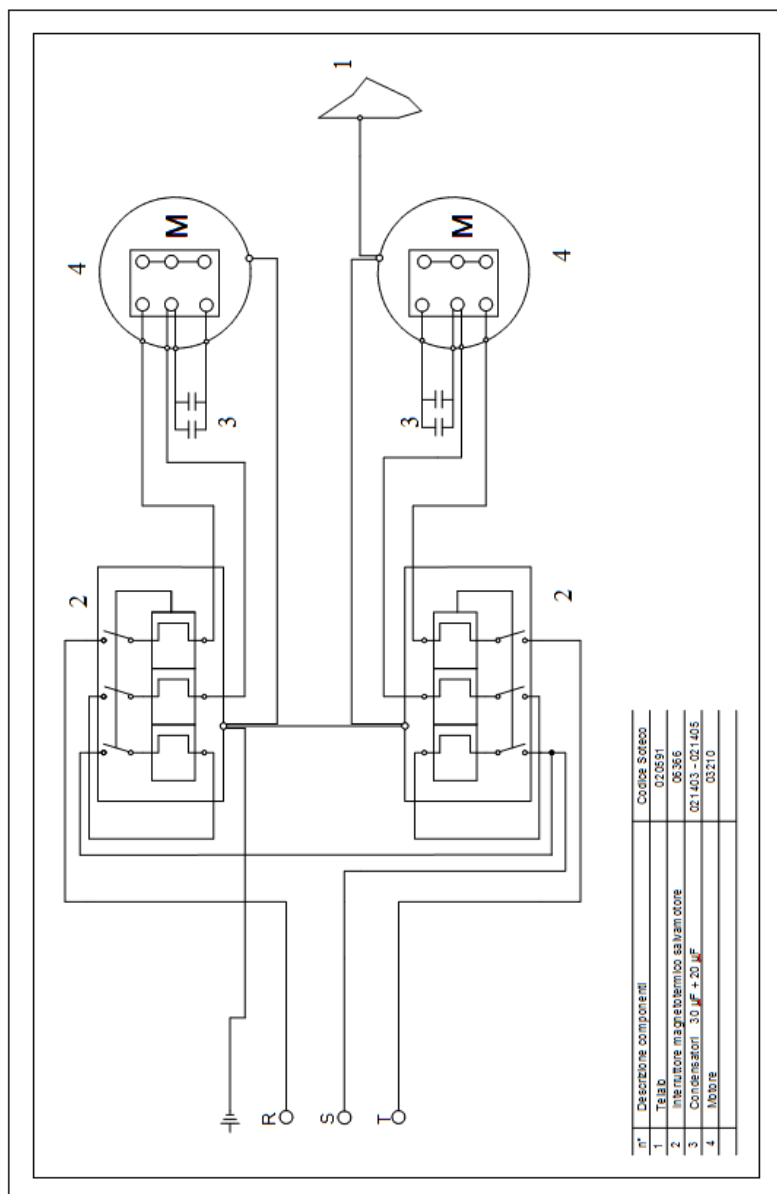 1
4
M
M
4
3
3
2
2
R
S
T
n° Descrizione componenti Codice Soteco
1 Telaio 020591
2 Interruttore magnetotermico salvamotore 06366
3 Condensatori 30 µF + 20 µF 021403 - 021405
4 Motore 03210